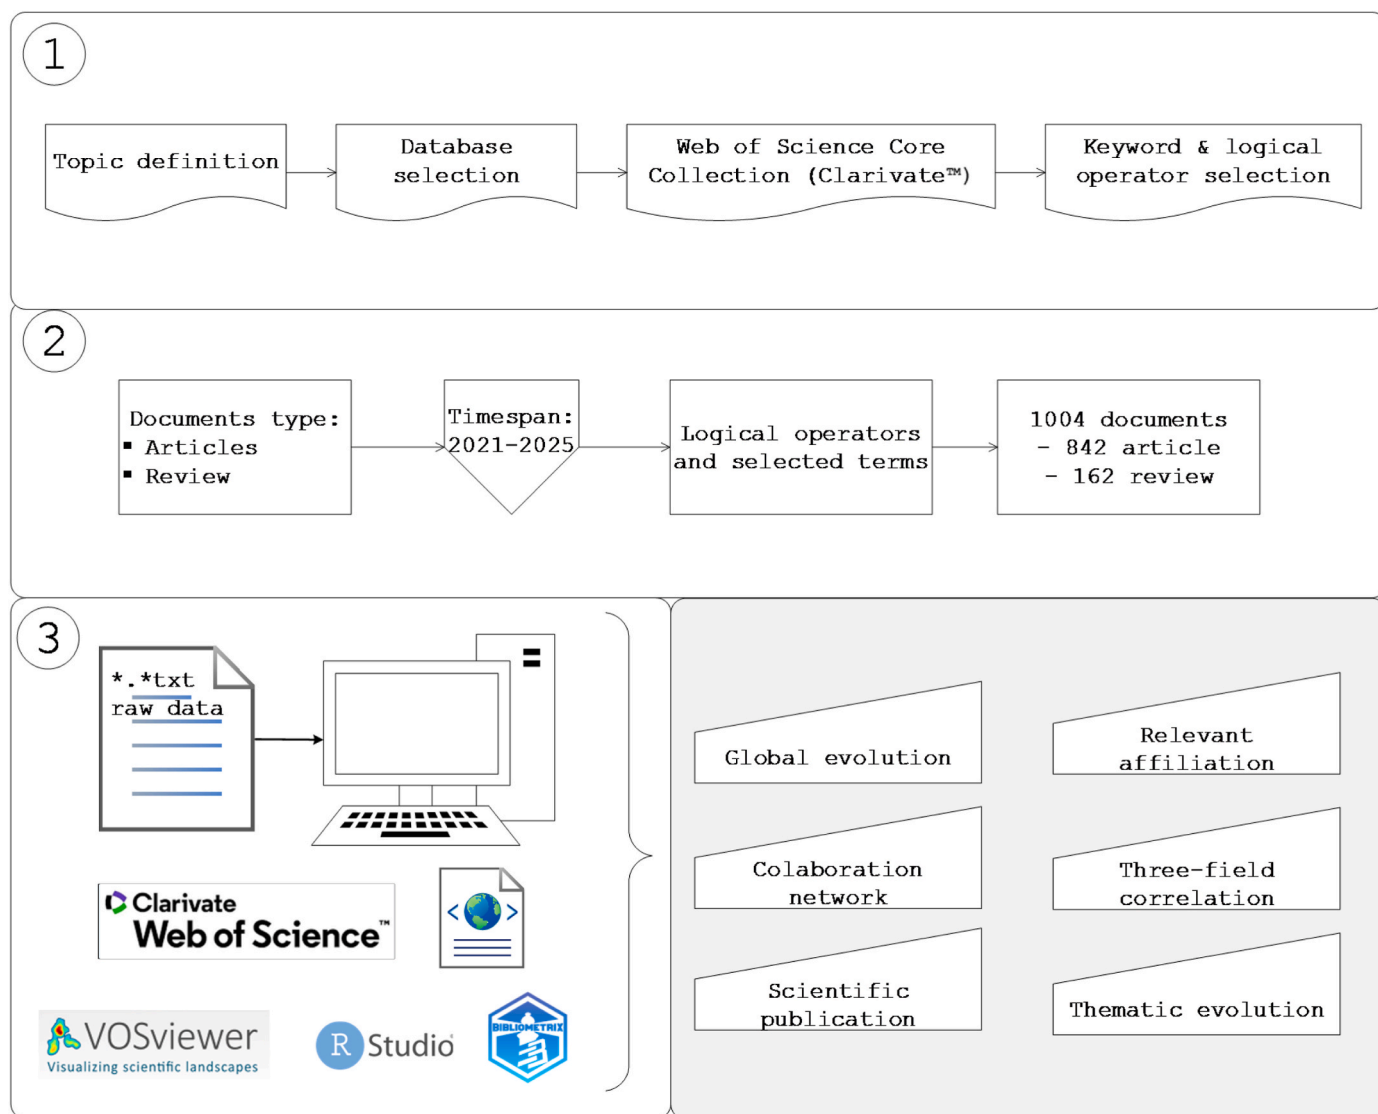 1
Topic definition
Database
selection
Web of Science Core
Collection (Clarivate™)
Keyword & logical
operator selection
2
Documents type:
▪ Articles
▪ Review
Timespan:
2021-2025
Logical operators
and selected terms
1004 documents
- 842 article
- 162 review
3
*.*txt
raw data
Clarivate
Web of Science™
< >
VOSviewer
Visualizing scientific landscapes
R Studio®
BIBLIOMETRIX
Global evolution
Relevant
affiliation
Colaboration
network
Three-field
correlation
Scientific
publication
Thematic evolution